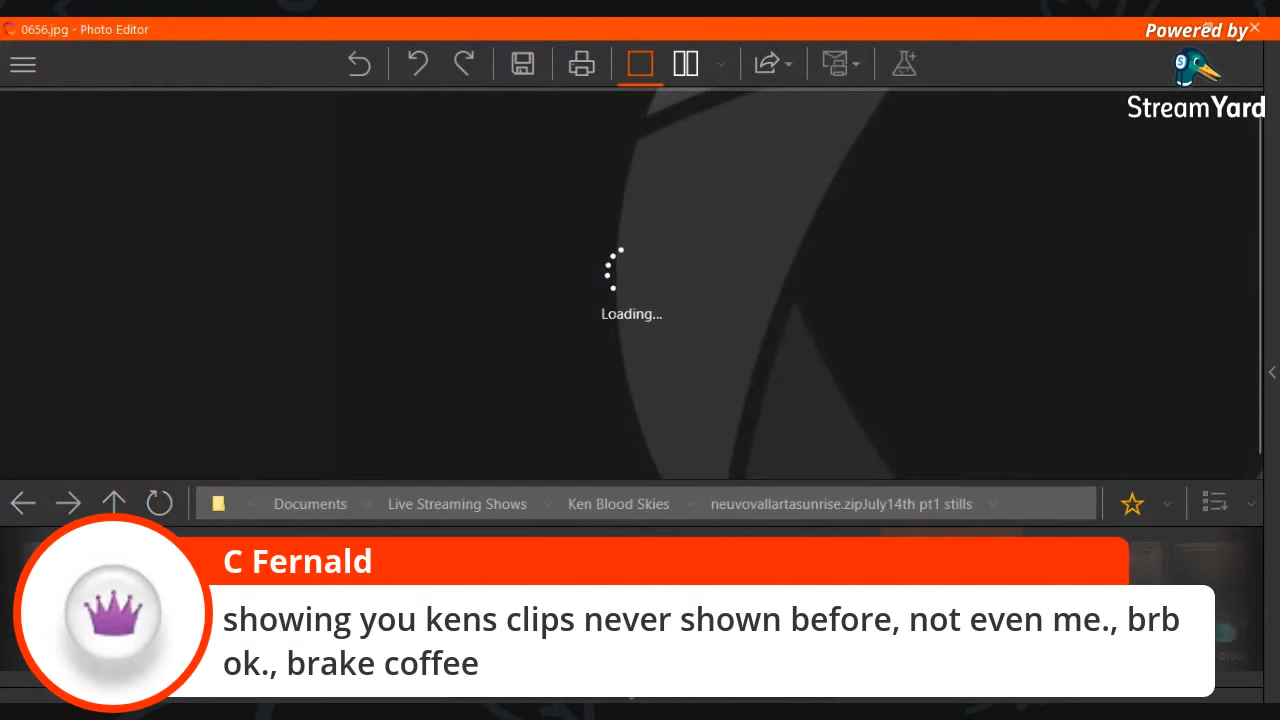 0656.jpg - Photo Editor
Powered by
StreamYard
Loading...
Documents
Live Streaming Shows
Ken Blood Skies
neuvovallartasunrise.zipJuly14th pt1 stills
C Fernald
showing you kens clips never shown before, not even me., brb
ok., brake coffee